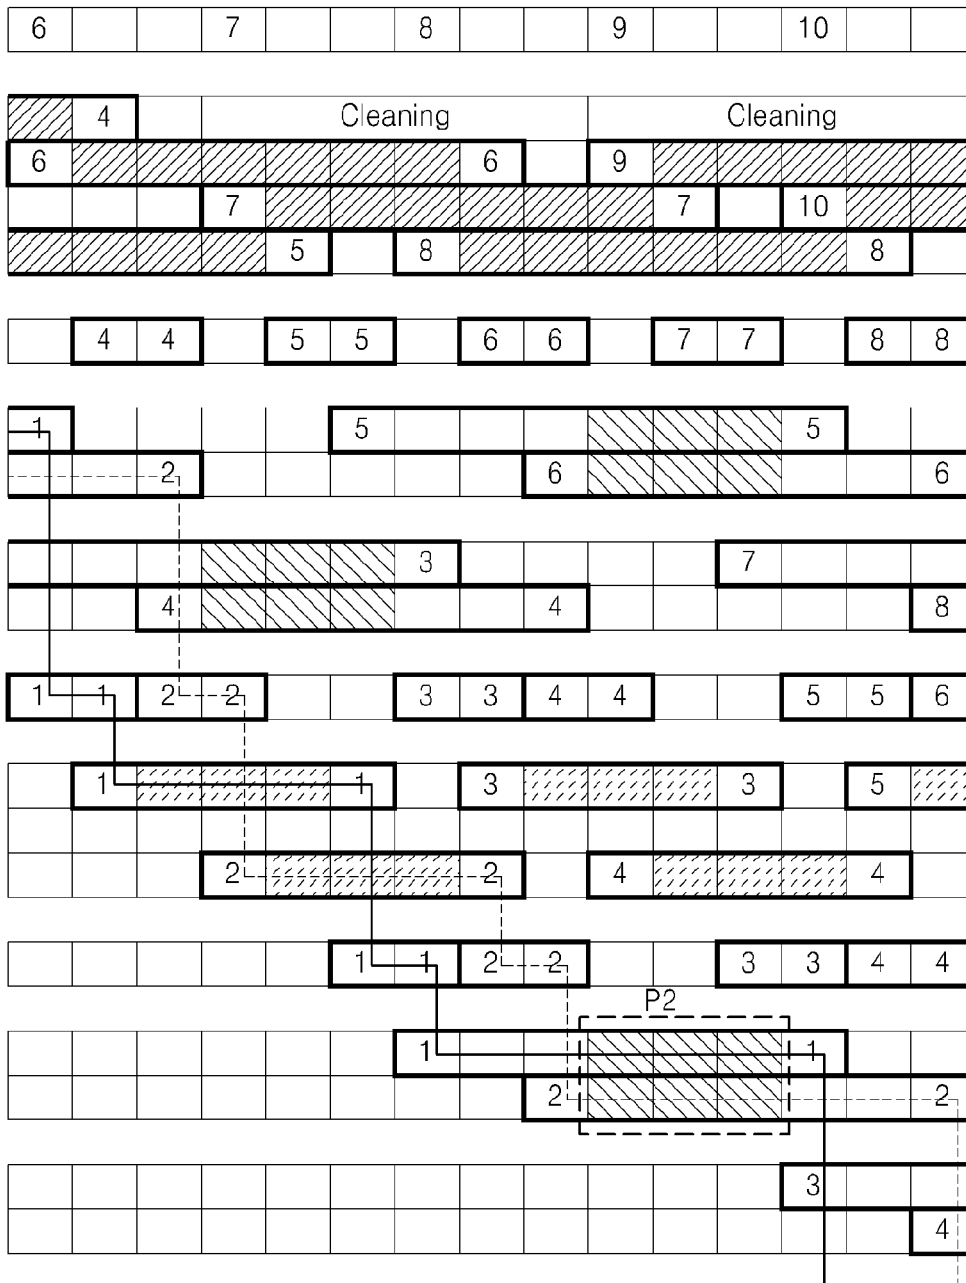 6 7 8 9 10
4 Cleaning Cleaning
6 6 9
7 7 10
5 8 8
4 4 5 5 6 6 7 7 8 8
1 5 5
2 6 6
3 7
4 4 8
1 1 2 2 3 3 4 4 5 5 6
1 1 3 3 5
2 2 4 4
1 1 2 2 3 3 4 4
P2
1 1
2 2
3
4